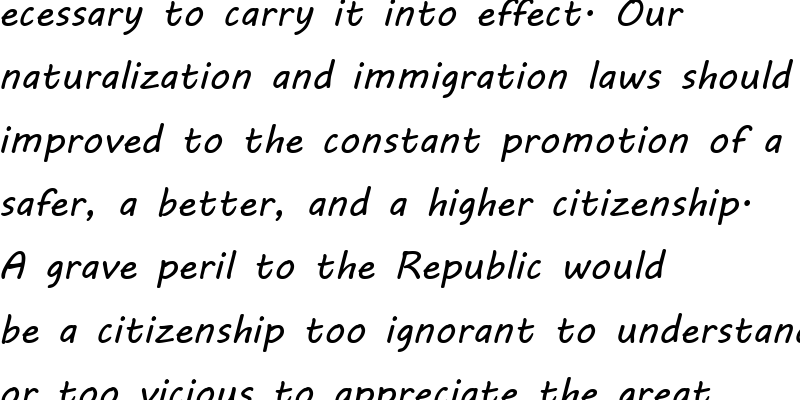 ecessary to carry it into effect. Our
naturalization and immigration laws should
improved to the constant promotion of a
safer, a better, and a higher citizenship.
A grave peril to the Republic would
be a citizenship too ignorant to understand
or too vicious to appreciate the great